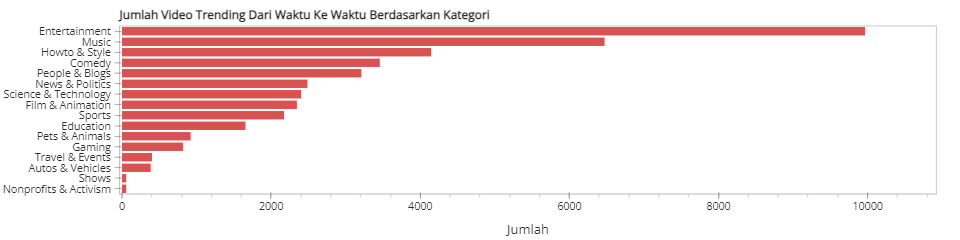 Jumlah Video Trending Dari Waktu Ke Waktu Berdasarkan Kategori
Entertainment
Music
Howto & Style
Comedy
People & Blogs
News & Politics
Science & Technology
Film & Animation
Sports
Education
Pets & Animals
Gaming
Travel & Events
Autos & Vehicles
Shows
Nonprofits & Activism
0 2000 4000 6000 8000 10000
Jumlah